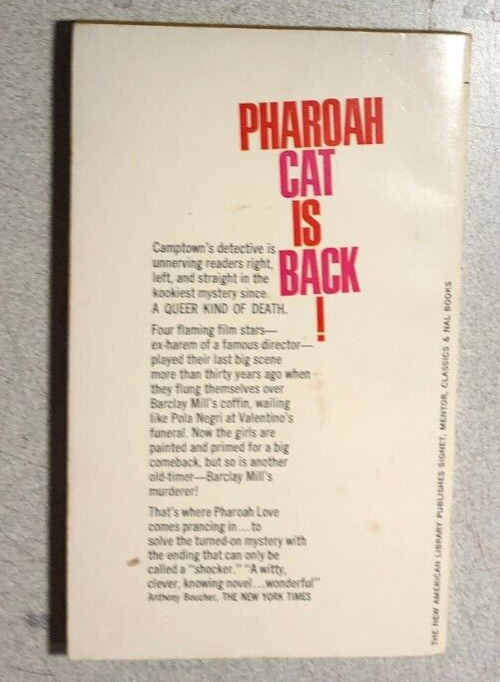 PHAROAH
CAT
IS
BACK
!
Camptown's detective is
unnerving readers right,
left, and straight in the
kookiest mystery since
A QUEER KIND OF DEATH.
Four flaming film stars—
ex-harem of a famous director—
played their last big scene
more than thirty years ago when
they flung themselves over
Barclay Mill's coffin, wailing
like Pola Negri at Valentino's
funeral. Now the girls are
painted and primed for a big
comeback, but so is another
old-timer—Barclay Mill's
murderer!
That's where Pharoah Love
comes prancing in...to
solve the turned-on mystery with
the ending that can only be
called a "shocker." "A witty,
clever, knowing novel...wonderful"
Anthony Boucher, THE NEW YORK TIMES
THE NEW AMERICAN LIBRARY PUBLISHES SIGNET, MENTOR, CLASSICS & NAL BOOKS